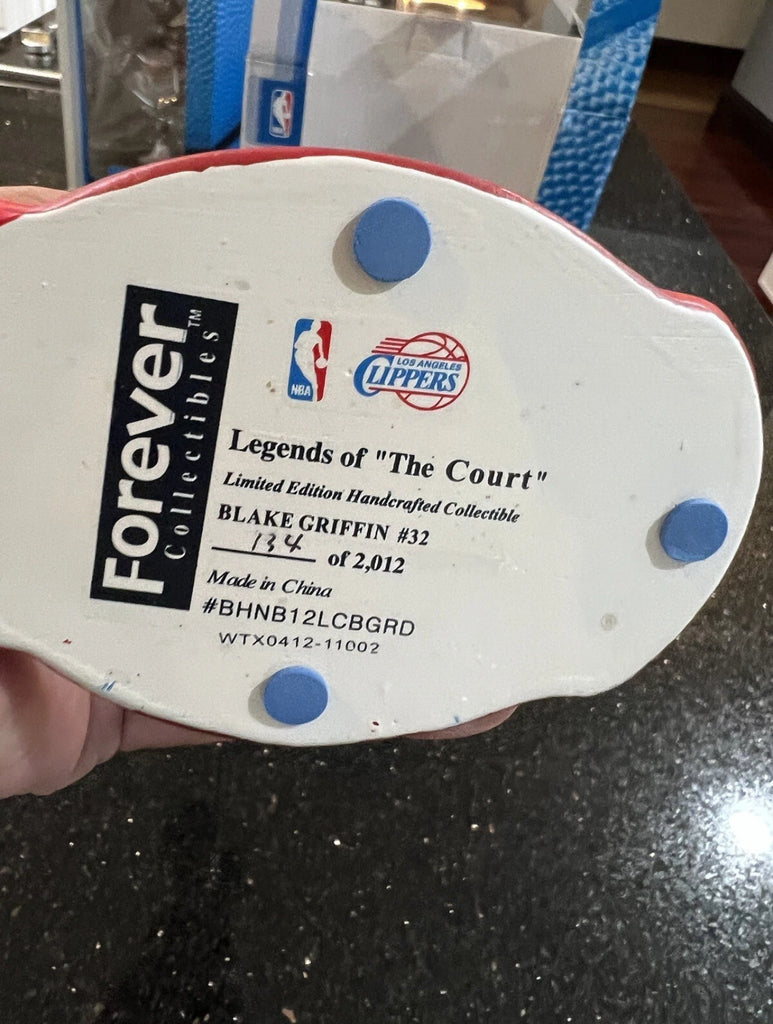 Forever
Collectibles™
NBA
LOS ANGELES
CLIPPERS
Legends of "The Court"
Limited Edition Handcrafted Collectible
BLAKE GRIFFIN #32
134 of 2,012
Made in China
#BHNB12LCBGRD
WTX0412-11002